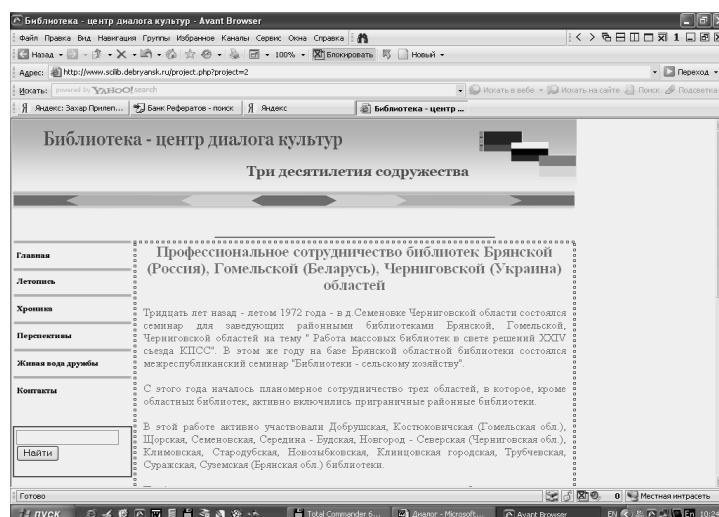 Библиотека - центр диалога культур - Avant Browser
Файл Правка Вид Навигация Группы Избранное Каналы Сервис Окна Справка
Назад 100% Блокировать Новый
Адрес: http://www.scilib.debryansk.ru/project.php?project=2 Переход
Искать: powered by YAHOO! search Искать в вебе Искать на сайте Поиск Подсветка
Яндекс: Захар Прилеп... Банк Рефератов - поиск Яндекс Библиотека - центр ...
Библиотека - центр диалога культур
Три десятилетия содружества
Главная
Летопись
Хроника
Перспективы
Живая вода дружбы
Контакты
Найти
Профессиональное сотрудничество библиотек Брянской
(Россия), Гомельской (Беларусь), Черниговской (Украина)
областей
Тридцать лет назад - летом 1972 года - в д.Семеновке Черниговской области состоялся
семинар для заведующих районными библиотеками Брянской, Гомельской,
Черниговской областей на тему " Работа массовых библиотек в свете решений XXIV
съезда КПСС". В этом же году на базе Брянской областной библиотеки состоялся
межреспубликанский семинар "Библиотеки - сельскому хозяйству".
С этого года началось планомерное сотрудничество трех областей, в которое, кроме
областных библиотек, активно включились приграничные районные библиотеки.
В этой работе активно участвовали Добрушская, Костюковичская (Гомельская обл.),
Щорская, Семеновская, Середина - Будская, Новгород - Северская (Черниговская обл.),
Климовская, Стародубская, Новозыбковская, Клинцовская городская, Трубчевская,
Суражская, Суземская (Брянская обл.) библиотеки.
Готово 0 Местная интрасеть
пуск Total Commander 6... Диалог - Microsoft... Avant Browser EN En 10:24